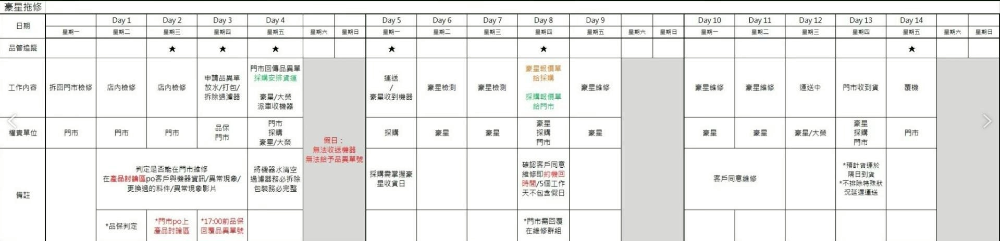 豪星拖修
日期
Day 1 Day 2 Day 3 Day 4 Day 5 Day 6 Day 7 Day 8 Day 9 Day 10 Day 11 Day 12 Day 13 Day 14
星期一 星期二 星期三 星期四 星期五 星期六 星期日 星期一 星期二 星期三 星期四 星期五 星期六 星期日 星期一 星期二 星期三 星期四 星期五 星期六 星期日
品管追蹤 ★ ★ ★ ★ ★ ★
工作內容
拆回門市檢修
店內檢修
店內檢修
申請品異單
放水/打包/
拆除過濾器
門市回傳品異單
採購安排貨運
豪星/大榮
派車收機器
運送
/
豪星收到機器
豪星檢測
豪星檢測
豪星報價單
給採購
採購報價單
給門市
豪星維修
豪星維修
豪星維修
運送中
門市收到貨
覆機
權責單位
門市
門市
門市
品保
門市
門市
採購
豪星/大榮
假日：
無法收送機器
無法給予品異單號
採購
豪星
豪星
豪星
採購
門市
豪星
豪星
豪星
豪星/大榮
豪星
採購
門市
門市
備註
判定是否能在門市維修
在產品討論區po客戶與機器資訊/異常現象/
更換過的料件/異常現象影片
將機器水清空
過濾器務必拆除
包裝務必完整
採購需掌握豪
星收貨日
確認客戶同意
維修即約機回
時間/5個工作
天不包含假日
客戶同意維修
*預計貨運於
隔日到貨
*不排除特殊狀
況延遲運送
*品保判定
*門市po上
產品討論區
*17:00前品保
回覆品異單號
*門市需回覆
在維修群組